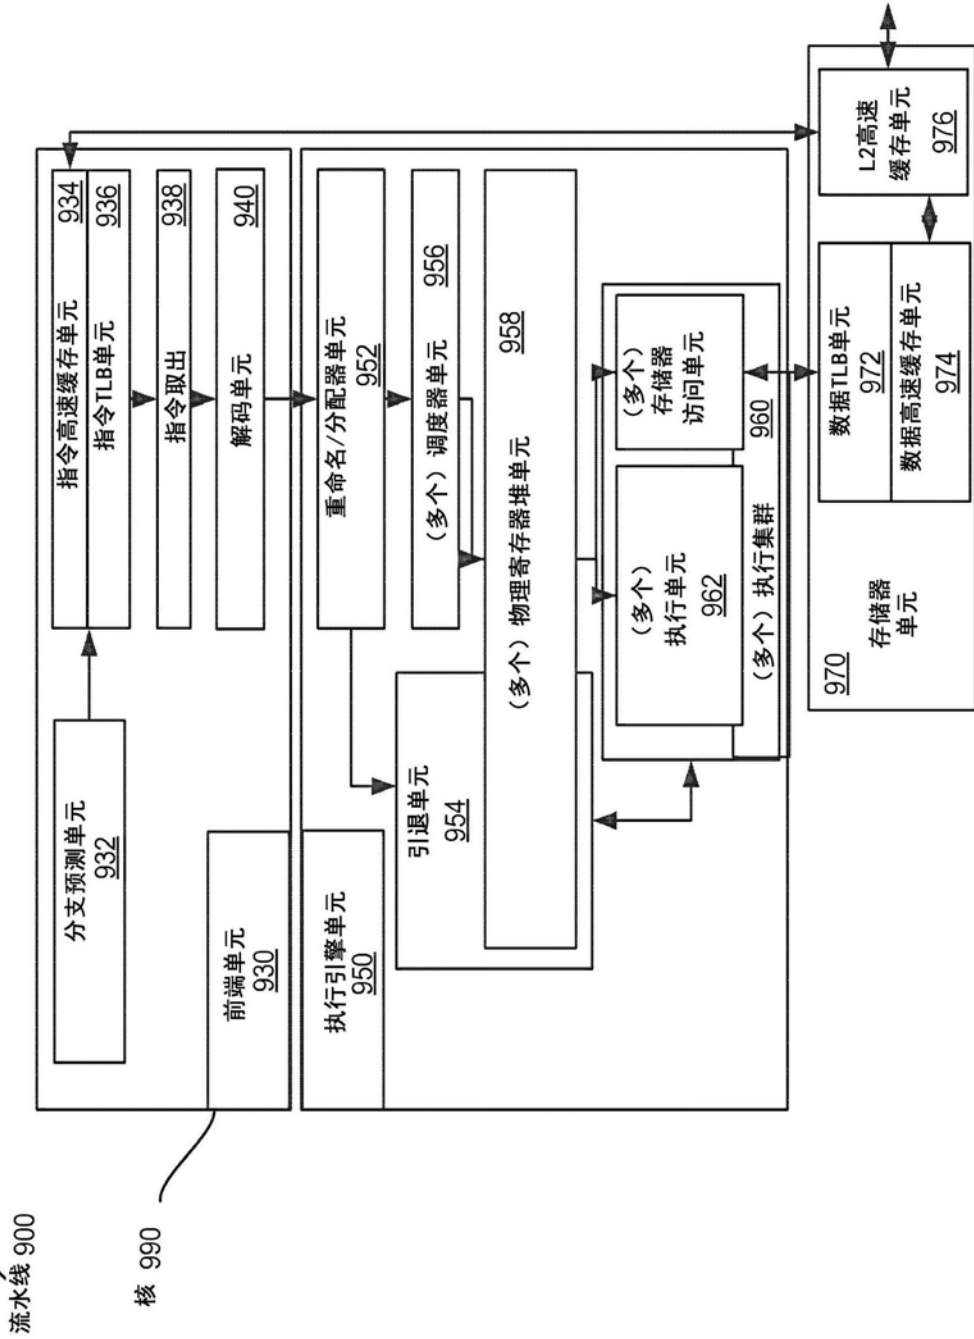 流水线 900
核 990
分支预测单元
932
指令高速缓存单元 934
指令TLB单元 936
指令取出 938
解码单元 940
前端单元
930
执行引擎单元
950
重命名/分配器单元
952
引退单元
954
(多个) 调度器单元 956
(多个) 物理寄存器堆单元 958
(多个)
执行单元
962
(多个)
存储器
访问单元
(多个) 执行集群 960
970
存储器
单元
数据TLB单元
972
数据高速缓存单元
974
L2高速
缓存单元
976